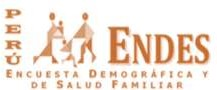 PERÚ
ENDES
ENCUESTA DEMOGRÁFICA Y
DE SALUD FAMILIAR